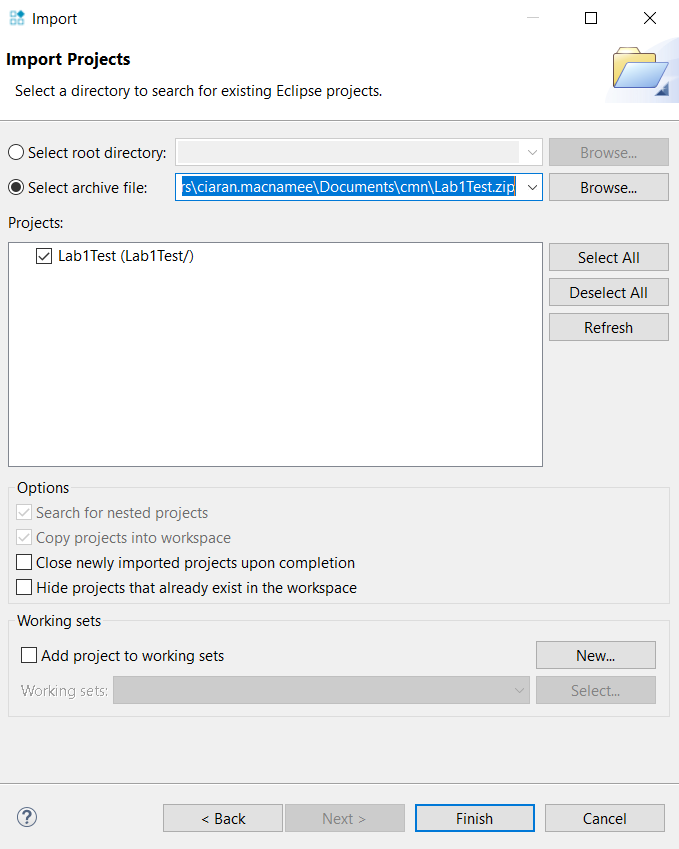 Import
Import Projects
Select a directory to search for existing Eclipse projects.
Select root directory:
Browse...
Select archive file:
rs\ciaran.macnamee\Documents\cmn\Lab1Test.zip
Browse...
Projects:
Lab1Test (Lab1Test/)
Select All
Deselect All
Refresh
Options
Search for nested projects
Copy projects into workspace
Close newly imported projects upon completion
Hide projects that already exist in the workspace
Working sets
Add project to working sets
New...
Working sets:
Select...
?
< Back
Next >
Finish
Cancel